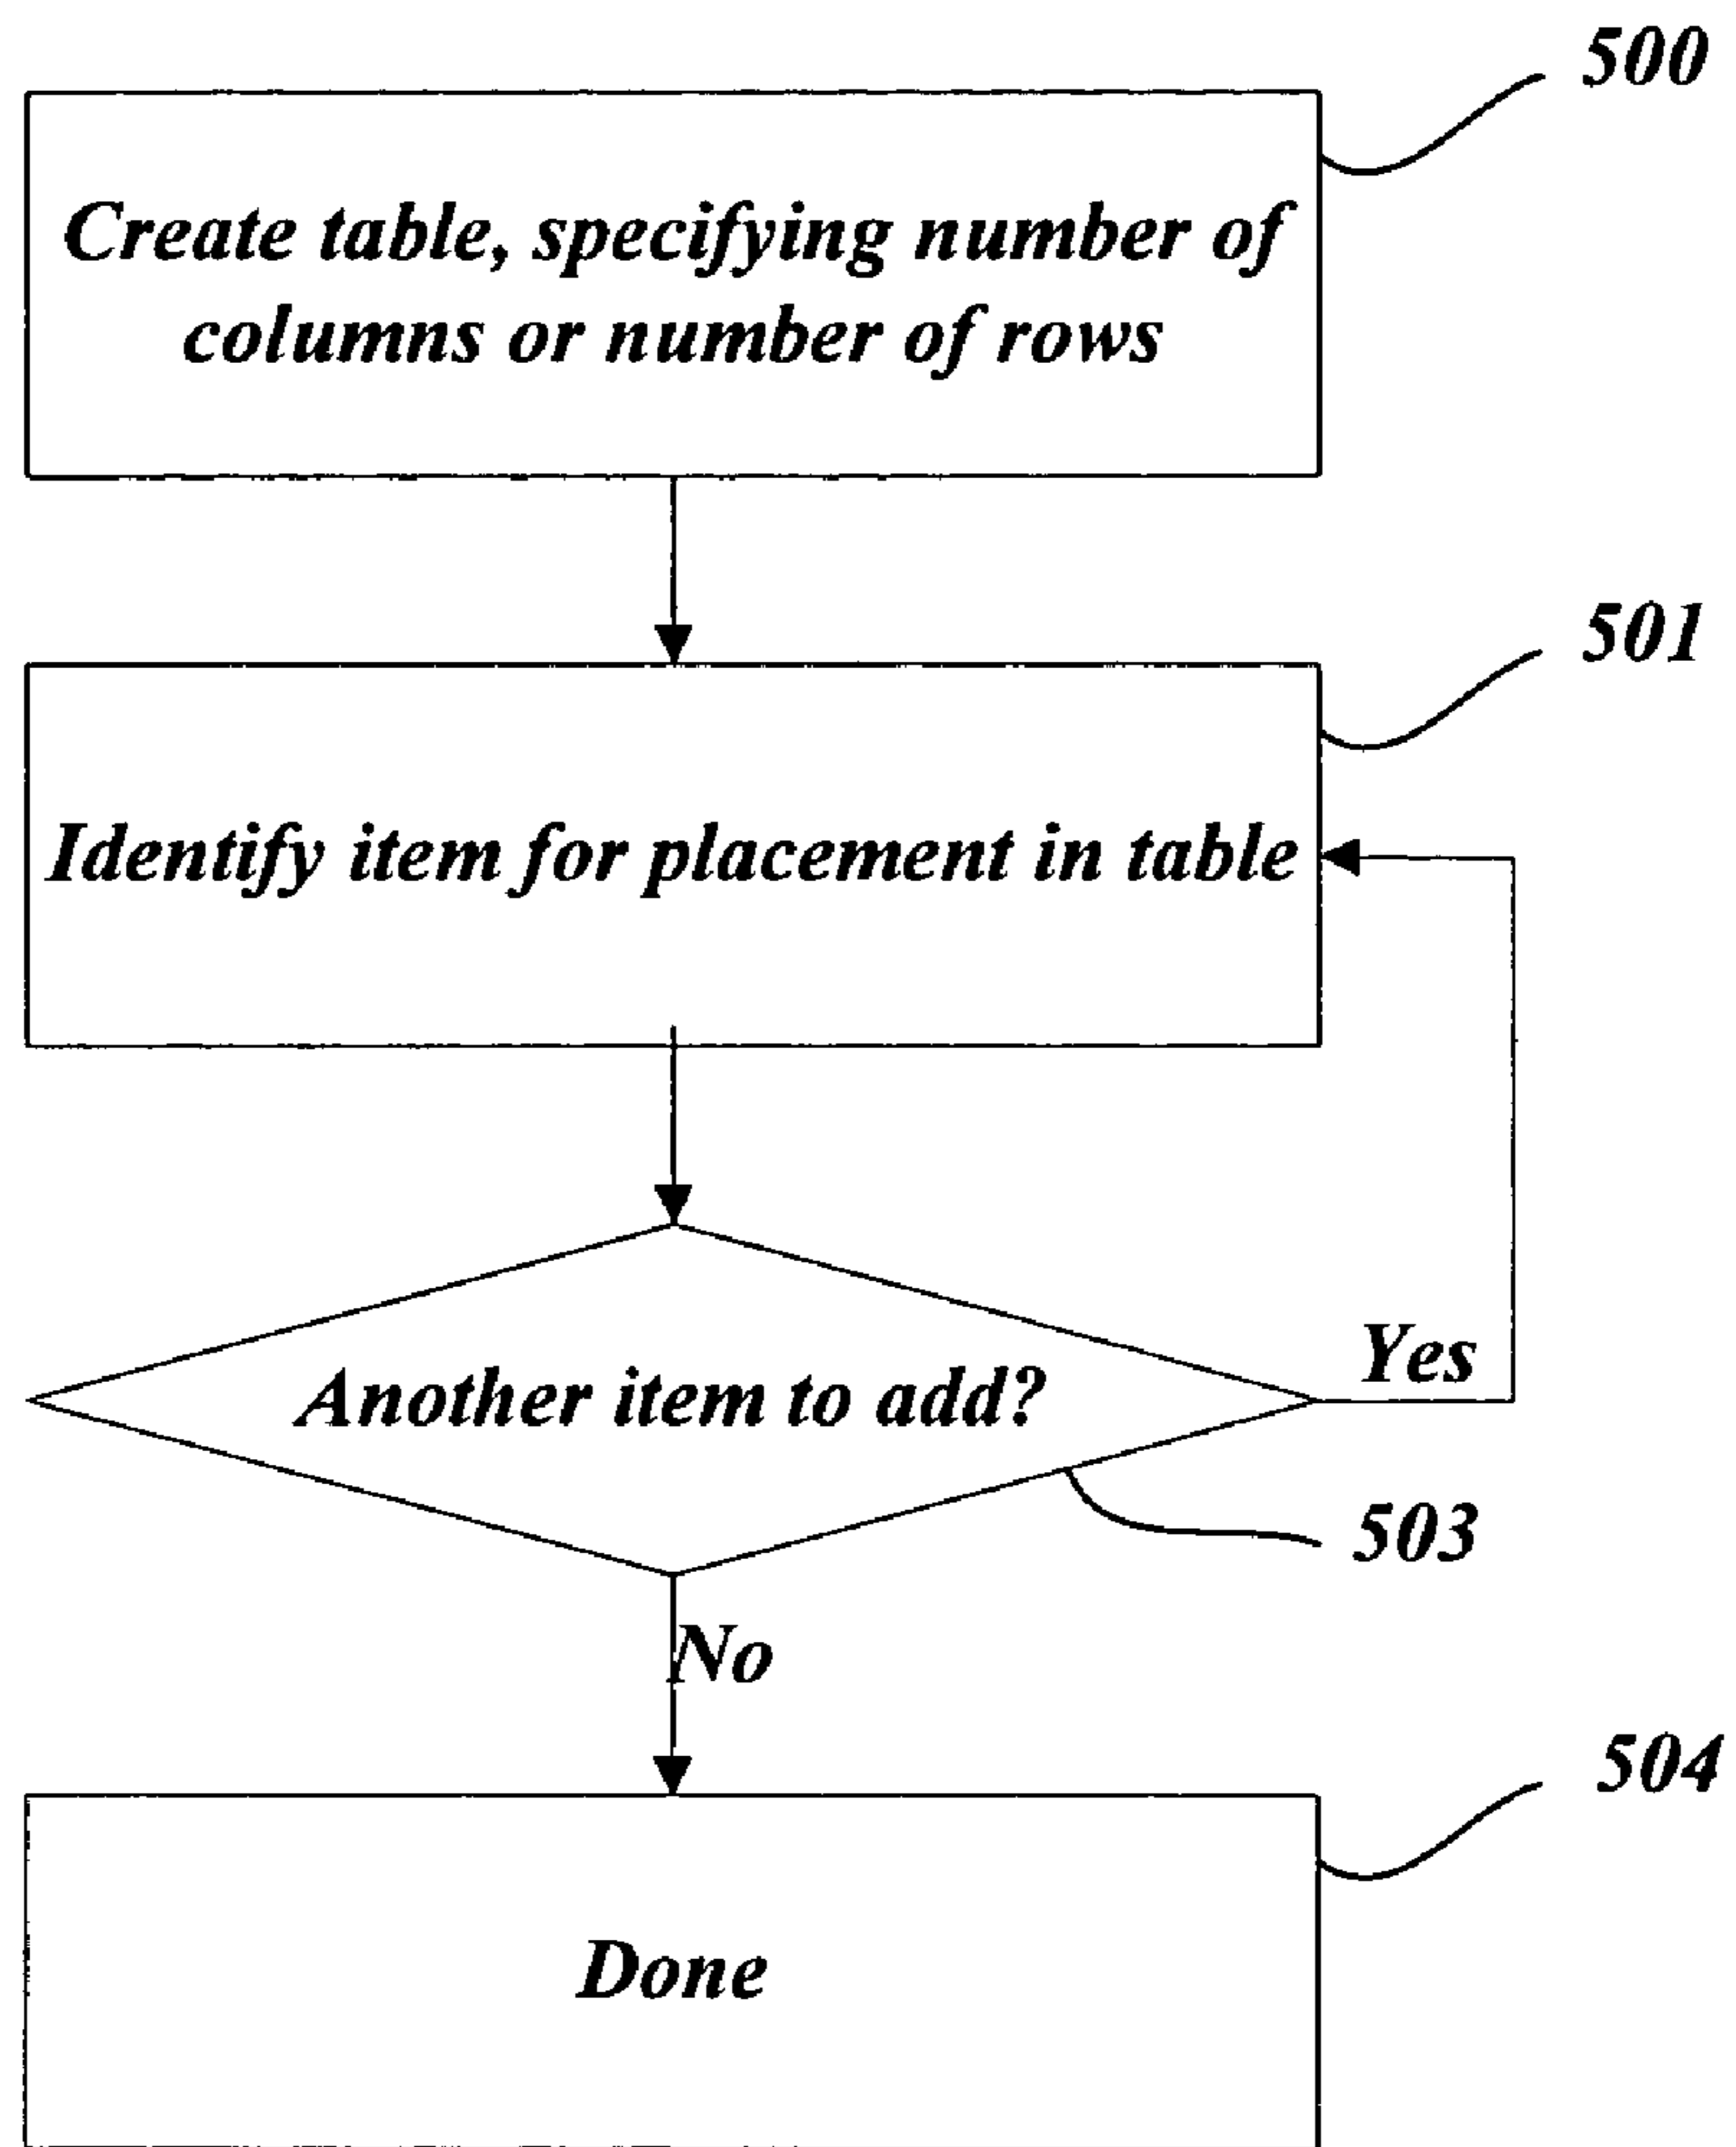 500
Create table, specifying number of
columns or number of rows
501
Identify item for placement in table
Another item to add?
Yes
503
No
504
Done